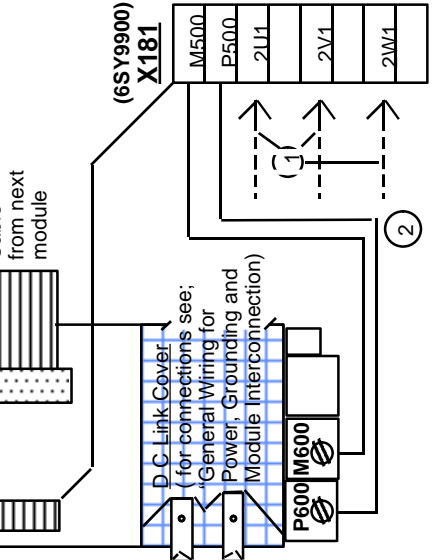 (6SY9900)
X181
M500
P500
2U1
2V1
2W1
1
2
from next
module
D C Link Cover
( for connections see;
"General Wiring for
Power, Grounding and
Module Interconnection)
P600
M600